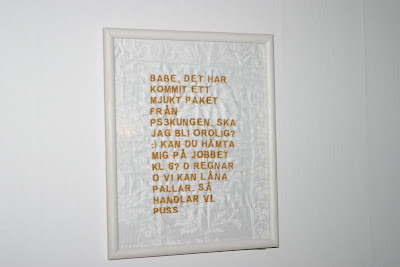 BABE, DET HAR
KOMMIT ETT
MJUKT PAKET
FRÅN
PS3KUNGEN, SKA
JAG BLI OROLIG?
:) KAN DU HÄMTA
MIG PÅ JOBBET
KL 6? D REGNAR
O VI KAN LÅNA
PALLAR. SÅ
HANDLAR VI.
PUSS